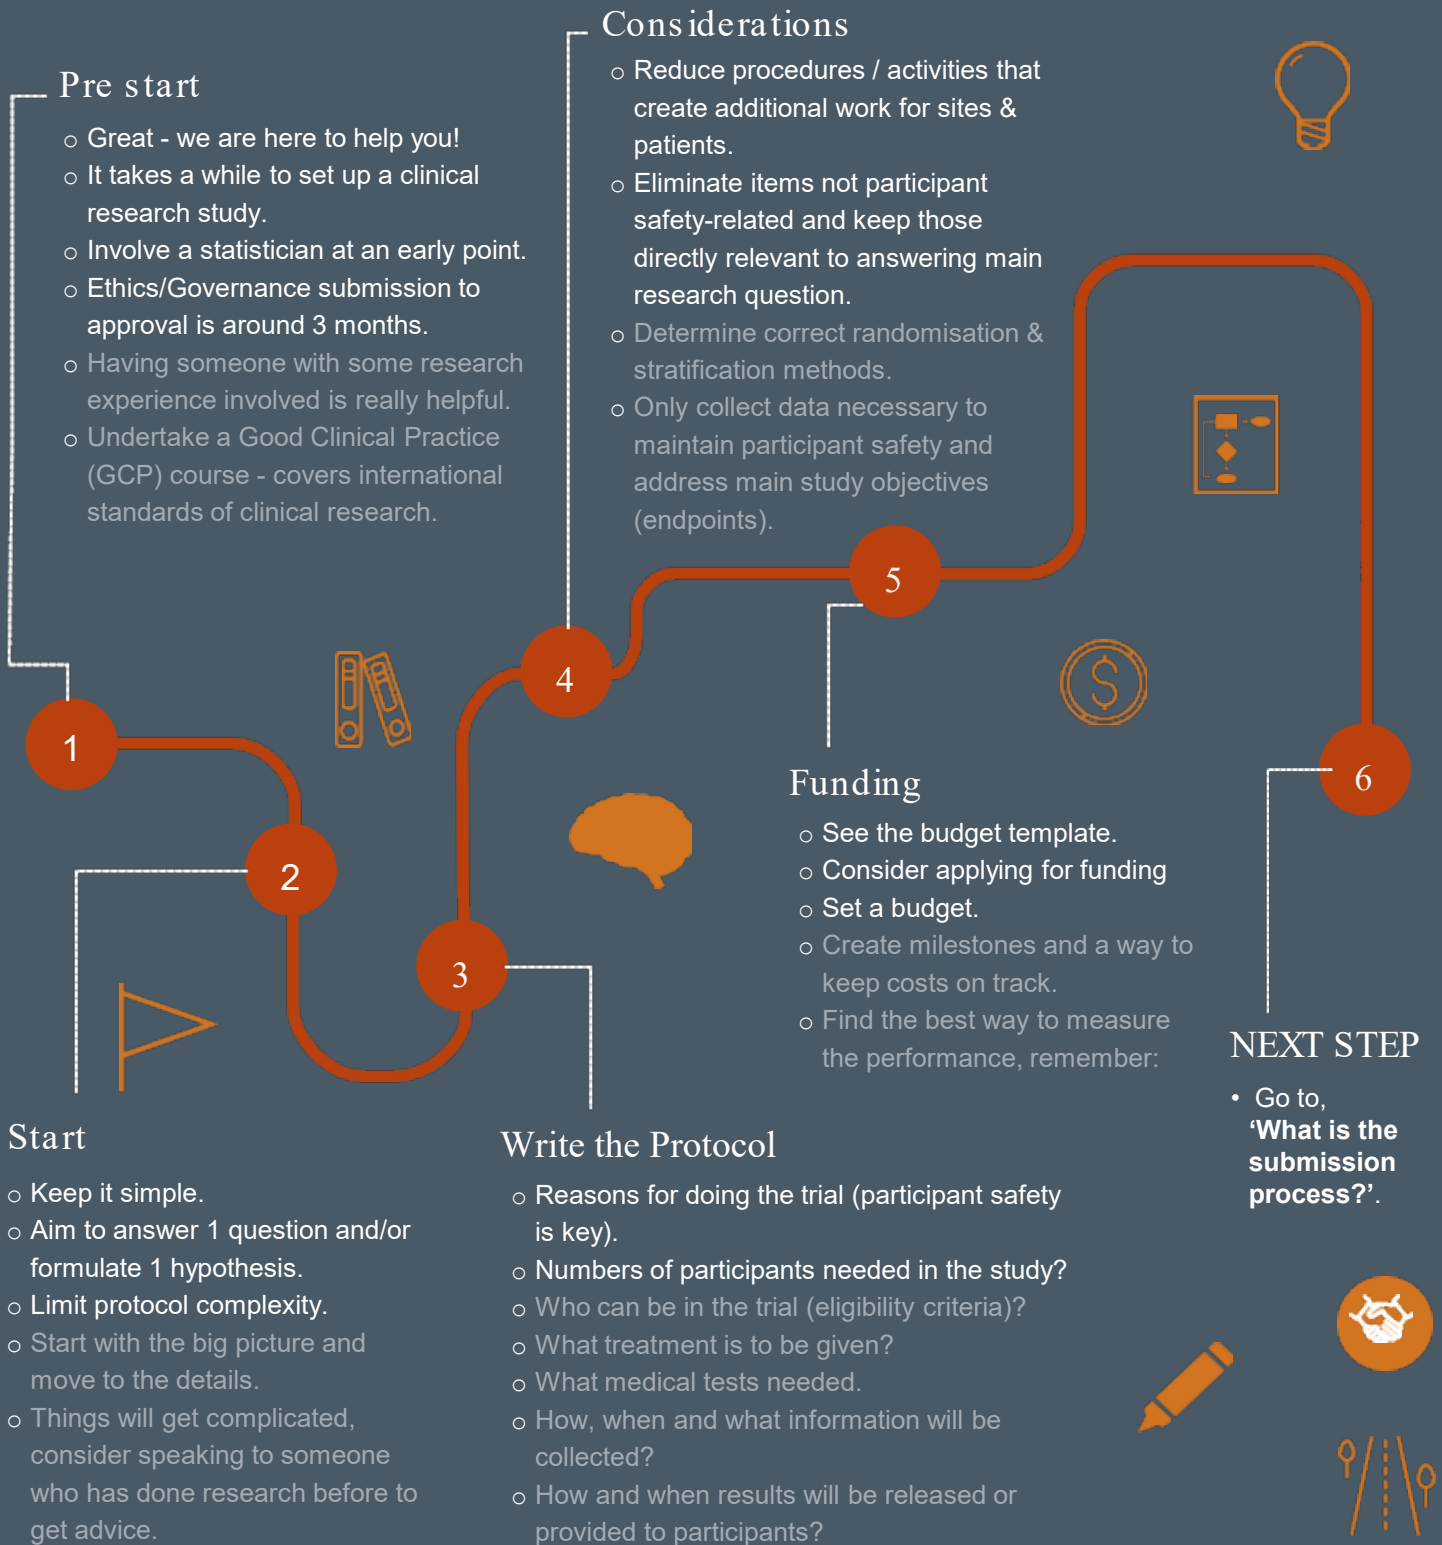 Pre start
o Great - we are here to help you!
o It takes a while to set up a clinical
research study.
o Involve a statistician at an early point.
o Ethics/Governance submission to
approval is around 3 months.
o Having someone with some research
experience involved is really helpful.
o Undertake a Good Clinical Practice
(GCP) course - covers international
standards of clinical research.
1
2
Start
o Keep it simple.
o Aim to answer 1 question and/or
formulate 1 hypothesis.
o Limit protocol complexity.
o Start with the big picture and
move to the details.
o Things will get complicated,
consider speaking to someone
who has done research before to
get advice.
3
Write the Protocol
o Reasons for doing the trial (participant safety
is key).
o Numbers of participants needed in the study?
o Who can be in the trial (eligibility criteria)?
o What treatment is to be given?
o What medical tests needed.
o How, when and what information will be
collected?
o How and when results will be released or
provided to participants?
Considerations
o Reduce procedures / activities that
create additional work for sites &
patients.
o Eliminate items not participant
safety-related and keep those
directly relevant to answering main
research question.
o Determine correct randomisation &
stratification methods.
o Only collect data necessary to
maintain participant safety and
address main study objectives
(endpoints).
4
5
$
Funding
o See the budget template.
o Consider applying for funding
o Set a budget.
o Create milestones and a way to
keep costs on track.
o Find the best way to measure
the performance, remember:
6
NEXT STEP
• Go to,
‘What is the
submission
process?’.